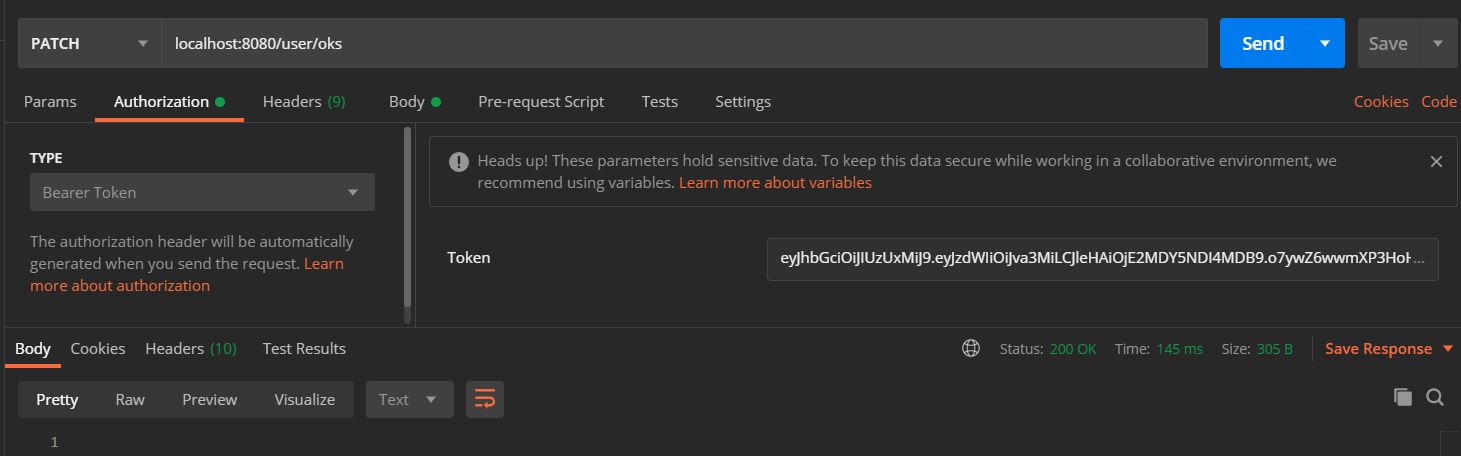 PATCH localhost:8080/user/oks Send Save
Params Authorization Headers (9) Body Pre-request Script Tests Settings Cookies Code
TYPE
Bearer Token
The authorization header will be automatically
generated when you send the request. Learn
more about authorization
Heads up! These parameters hold sensitive data. To keep this data secure while working in a collaborative environment, we
recommend using variables. Learn more about variables
Token eyJhbGciOiJIUzUxMiJ9.eyJzdWIiOiJva3MiLCJleHAiOjE2MDY5NDI4MDB9.o7ywZ6wwmXP3HoH...
Body Cookies Headers (10) Test Results Status: 200 OK Time: 145 ms Size: 305 B Save Response
Pretty Raw Preview Visualize Text
1